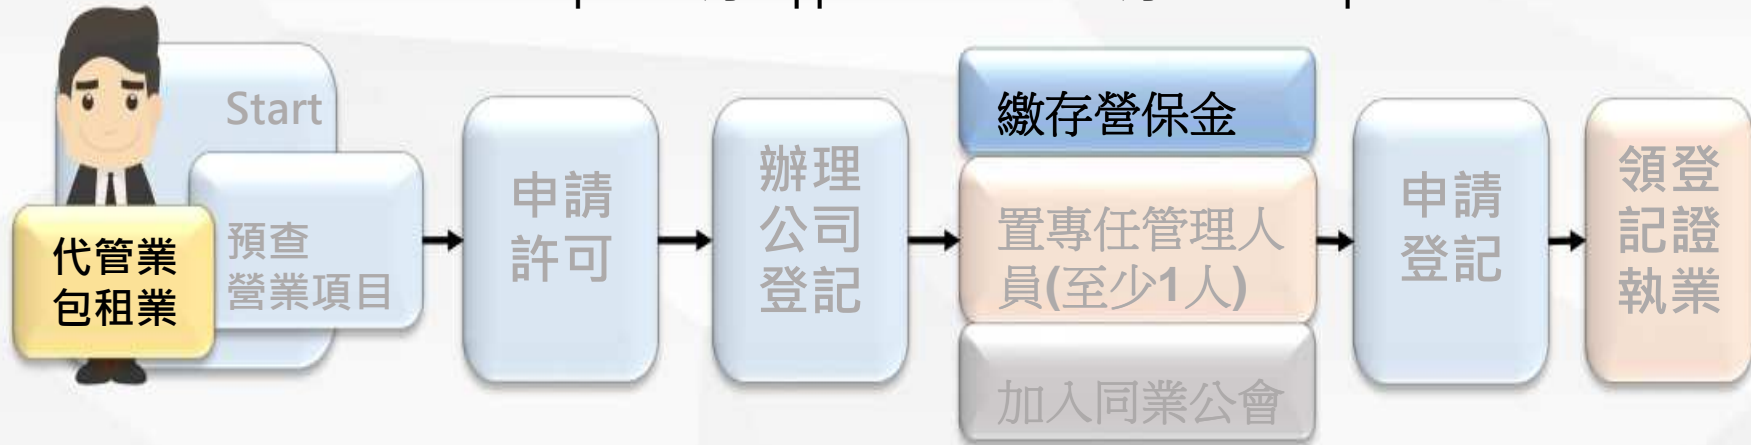 Start
預查
營業項目
代管業
包租業
申請
許可
辦理
公司
登記
繳存營保金
置專任管理人
員(至少1人)
加入同業公會
申請
登記
領登
記證
執業